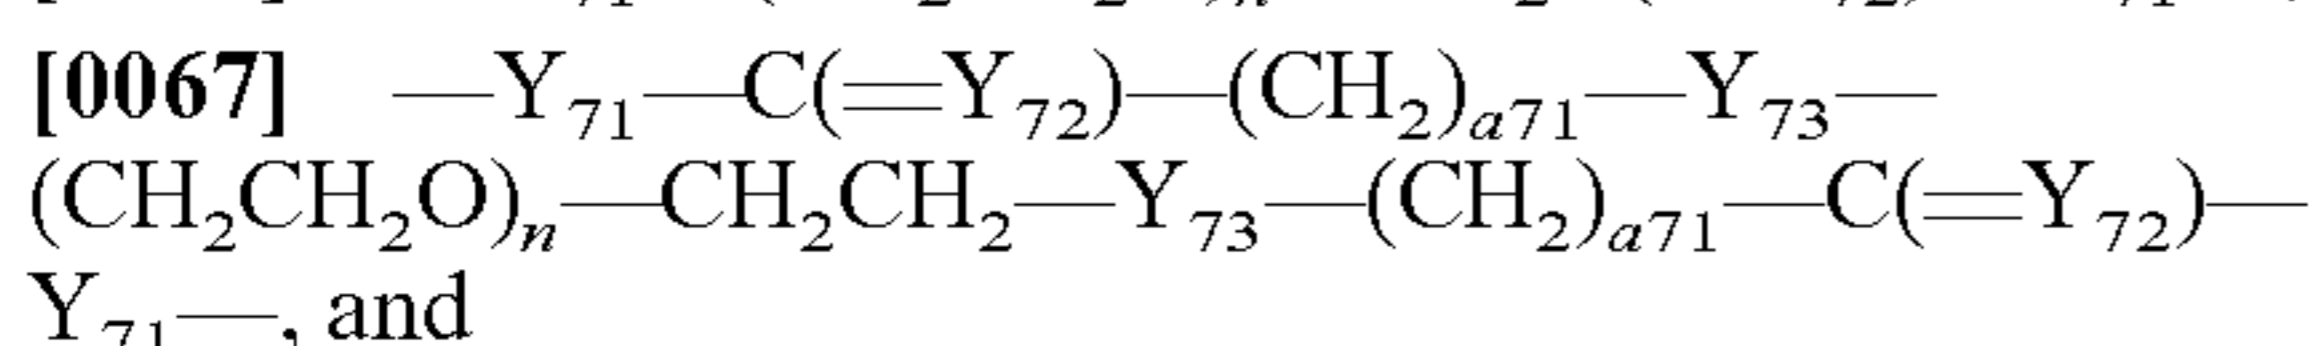 [0067] —Y71—C(=Y72)—(CH2)a71—Y73—
(CH2CH2O)n—CH2CH2—Y73—(CH2)a71—C(=Y72)—
Y71—, and